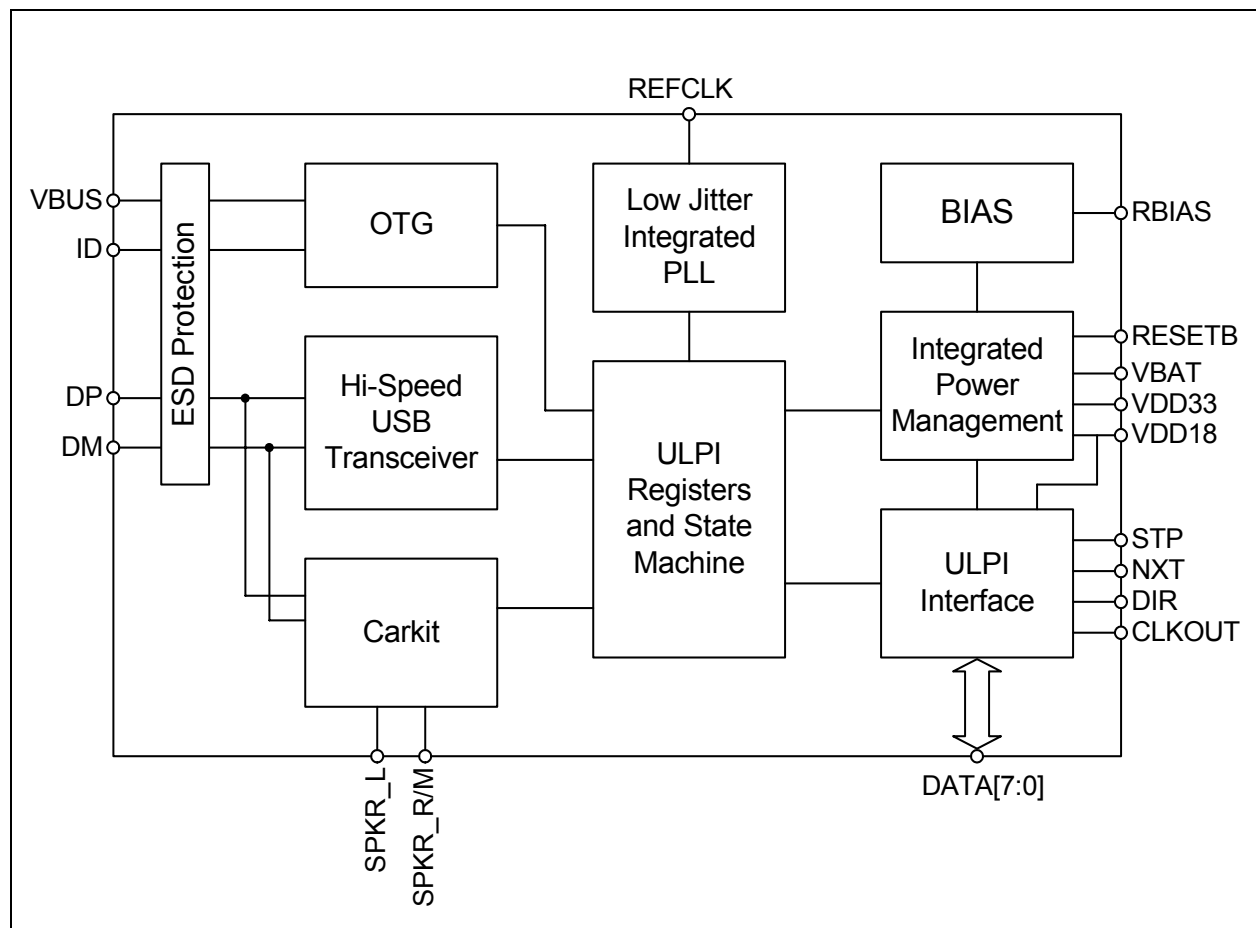 REFCLK
VBUS
ID
DP
DM
ESD Protection
OTG
Hi-Speed
USB
Transceiver
Carkit
SPKR_L
SPKR_R/M
Low Jitter
Integrated
PLL
ULPI
Registers
and State
Machine
BIAS
RBIAS
Integrated
Power
Management
RESETB
VBAT
VDD33
VDD18
ULPI
Interface
STP
NXT
DIR
CLKOUT
DATA[7:0]